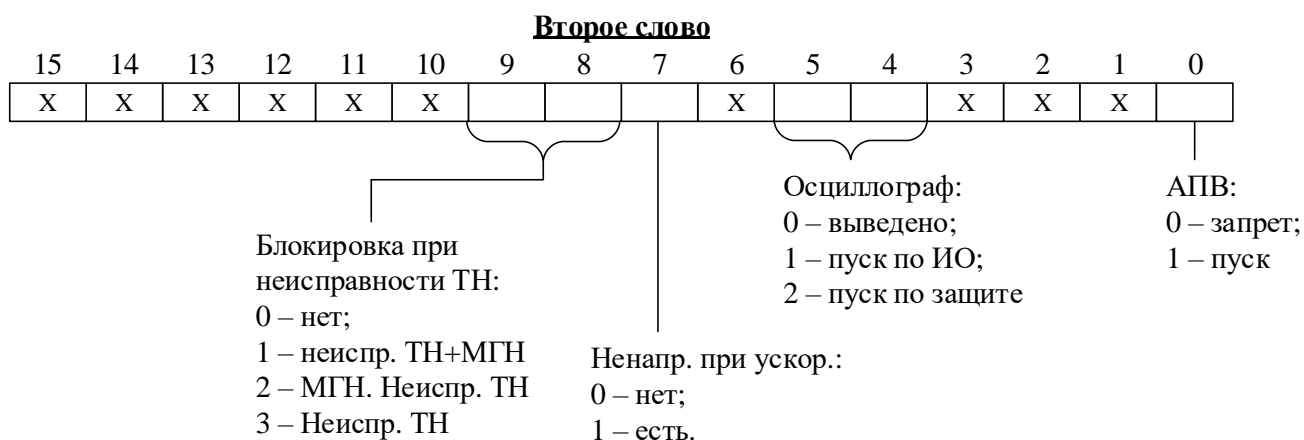 Второе слово
15 14 13 12 11 10 9 8 7 6 5 4 3 2 1 0
X X X X X X X X X X
Блокировка при
неисправности ТН:
0 – нет;
1 – неиспр. ТН+МГН
2 – МГН. Неиспр. ТН
3 – Неиспр. ТН
Ненапр. при ускор.:
0 – нет;
1 – есть.
Осциллограф:
0 – выведено;
1 – пуск по ИО;
2 – пуск по защите
АПВ:
0 – запрет;
1 – пуск